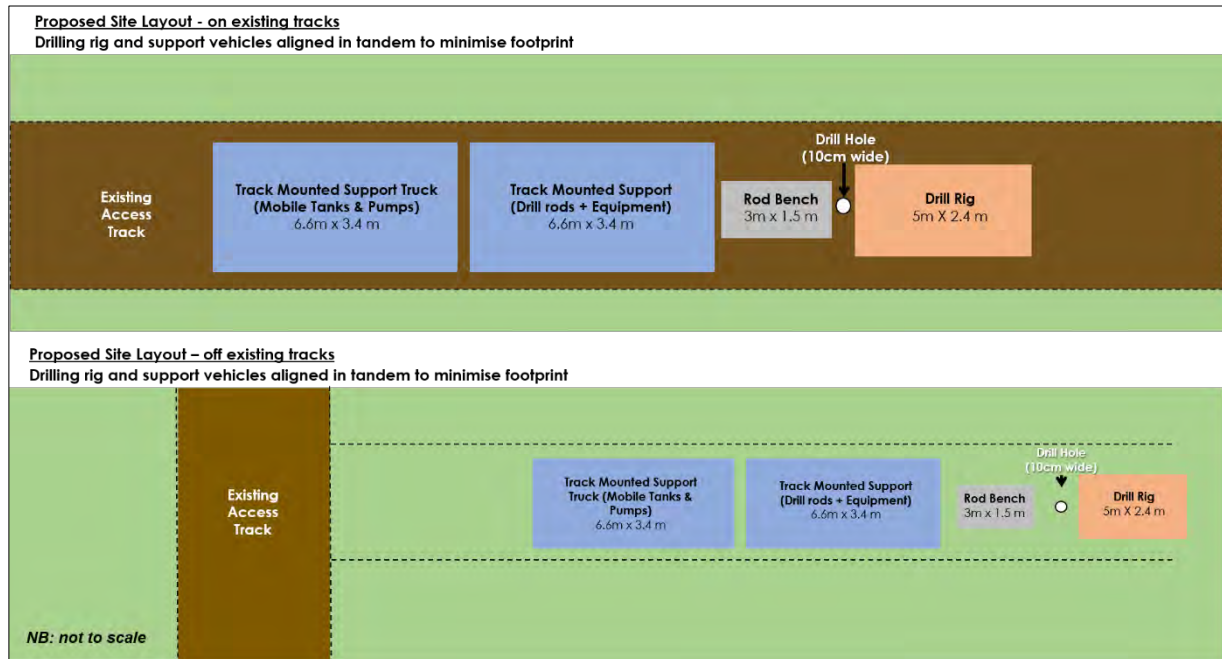 Proposed Site Layout - on existing tracks
Drilling rig and support vehicles aligned in tandem to minimise footprint
Existing
Access
Track
Track Mounted Support Truck
(Mobile Tanks & Pumps)
6.6m x 3.4 m
Track Mounted Support
(Drill rods + Equipment)
6.6m x 3.4 m
Rod Bench
3m x 1.5 m
Drill Hole
(10cm wide)
Drill Rig
5m X 2.4 m
Proposed Site Layout – off existing tracks
Drilling rig and support vehicles aligned in tandem to minimise footprint
Existing
Access
Track
Track Mounted Support
Truck (Mobile Tanks &
Pumps)
6.6m x 3.4 m
Track Mounted Support
(Drill rods + Equipment)
6.6m x 3.4 m
Rod Bench
3m x 1.5 m
Drill Hole
(10cm wide)
Drill Rig
5m X 2.4 m
NB: not to scale